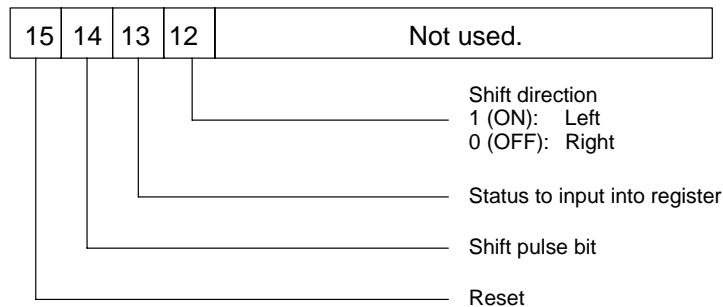 15 14 13 12 Not used.
Shift direction
1 (ON): Left
0 (OFF): Right
Status to input into register
Shift pulse bit
Reset